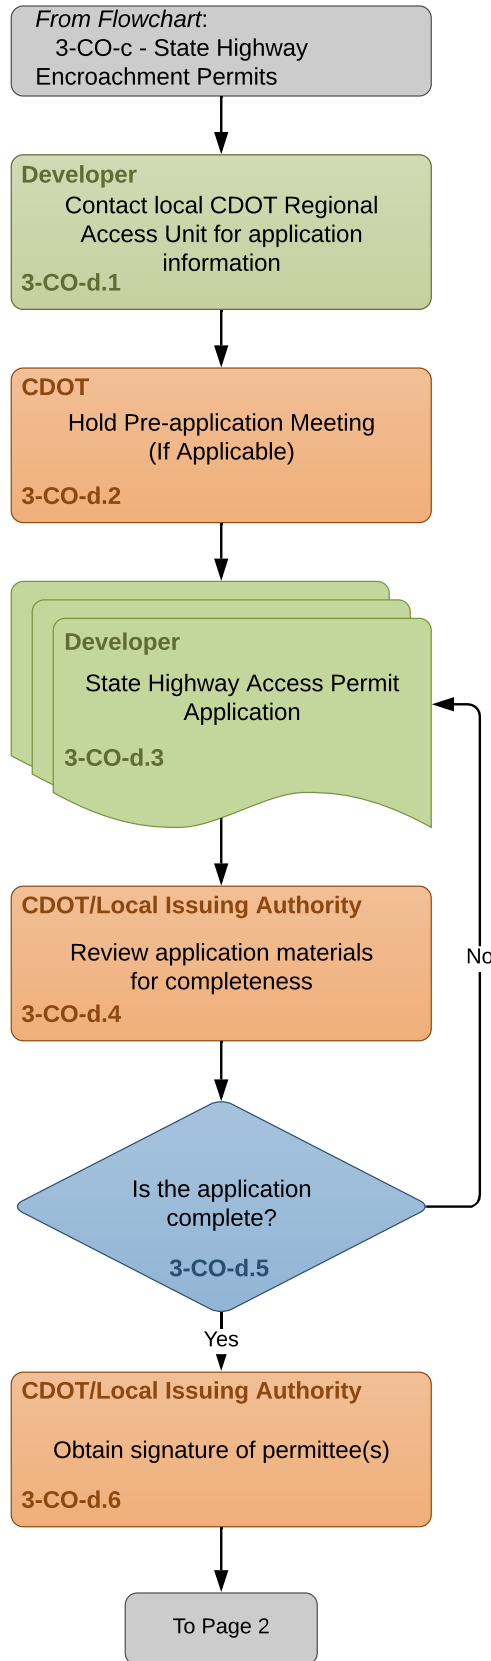 From Flowchart:
3-CO-c - State Highway
Encroachment Permits
Developer
Contact local CDOT Regional
Access Unit for application
information
3-CO-d.1
CDOT
Hold Pre-application Meeting
(If Applicable)
3-CO-d.2
Developer
State Highway Access Permit
Application
3-CO-d.3
CDOT/Local Issuing Authority
Review application materials
for completeness
3-CO-d.4
No
Is the application
complete?
3-CO-d.5
Yes
CDOT/Local Issuing Authority
Obtain signature of permittee(s)
3-CO-d.6
To Page 2